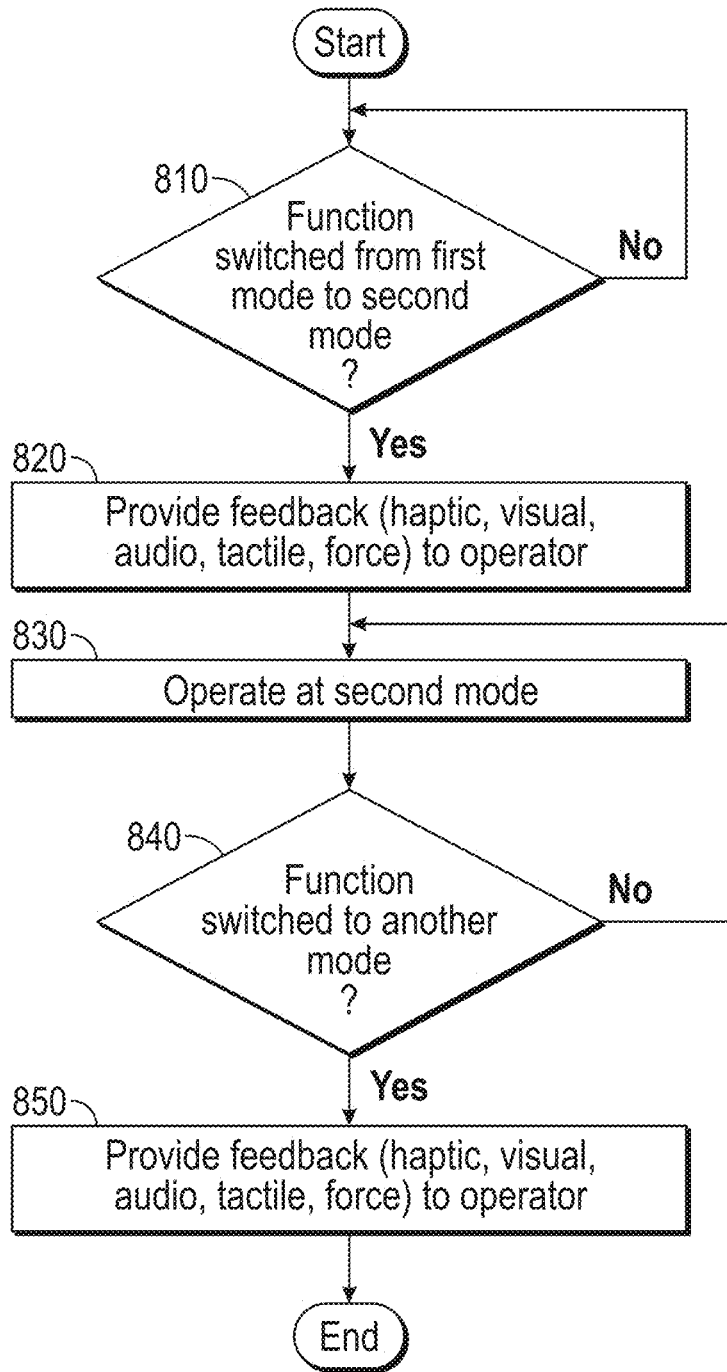 Start
810
Function
switched from first
mode to second
mode
?
No
Yes
820
Provide feedback (haptic, visual,
audio, tactile, force) to operator
830
Operate at second mode
840
Function
switched to another
mode
?
No
Yes
850
Provide feedback (haptic, visual,
audio, tactile, force) to operator
End